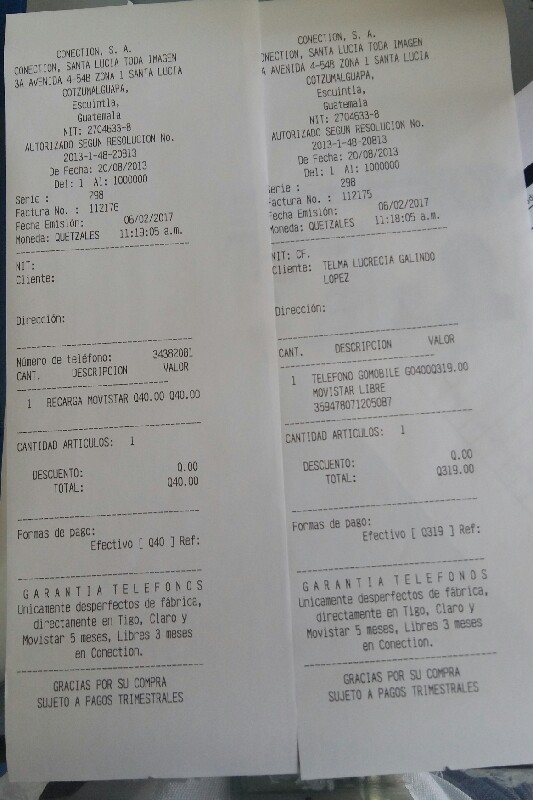 CONECTION, S. A.
CONECTION, SANTA LUCIA TODA IMAGEN
3A AVENIDA 4-54B ZONA 1 SANTA LUCIA
COTZUMALGUAPA,
Escuintla,
Guatemala
NIT: 2704633-8
AUTORIZADO SEGUN RESOLUCION No.
2013-1-48-20813
De Fecha: 20/08/2013
Del: 1 Al: 1000000
Serie : 298
Factura No. : 112176
Fecha Emisión: 06/02/2017
Moneda: QUETZALES 11:19:05 a.m.
NIT:
Cliente:
Dirección:
Número de teléfono: 34382081
CANT. DESCRIPCION VALOR
1 RECARGA MOVISTAR Q40.00 Q40.00
CANTIDAD ARTICULOS: 1
DESCUENTO: 0.00
TOTAL: Q40.00
Formas de pago:
Efectivo [ Q40 ] Ref:
GARANTIA TELEFONOS
Unicamente desperfectos de fábrica,
directamente en Tigo, Claro y
Movistar 5 meses, Libres 3 meses
en Conection.
GRACIAS POR SU COMPRA
SUJETO A PAGOS TRIMESTRALES
CONECTION, S. A.
ONECTION, SANTA LUCIA TODA IMAGEN
A AVENIDA 4-54B ZONA 1 SANTA LUCIA
COTZUMALGUAPA,
Escuintla,
Guatemala
NIT: 2704633-8
AUTORIZADO SEGUN RESOLUCION No.
2013-1-48-20813
De Fecha: 20/08/2013
Del: 1 Al: 1000000
Serie : 298
Factura No. : 112175
Fecha Emisión: 06/02/2017
Moneda: QUETZALES 11:18:05 a.m.
NIT: CF.
Cliente: TELMA LUCRECIA GALINDO
LOPEZ
Dirección:
CANT. DESCRIPCION VALOR
1 TELEFONO GOMOBILE GO400Q319.00
MOVISTAR LIBRE
359478071205087
CANTIDAD ARTICULOS: 1
DESCUENTO: 0.00
TOTAL: Q319.00
Formas de pago:
Efectivo [ Q319 ] Ref:
GARANTIA TELEFONOS
Unicamente desperfectos de fábrica,
directamente en Tigo, Claro y
Movistar 5 meses, Libres 3 meses
en Conection.
GRACIAS POR SU COMPRA
SUJETO A PAGOS TRIMESTRALES